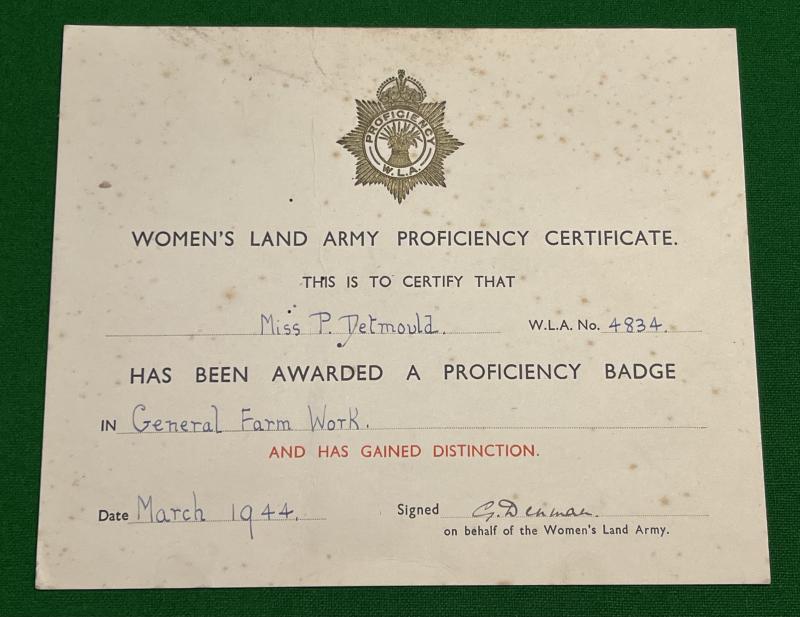 PROFICIENCY
W.L.A.
WOMEN'S LAND ARMY PROFICIENCY CERTIFICATE.
THIS IS TO CERTIFY THAT
Miss P. Detmould. W.L.A. No. 4834.
HAS BEEN AWARDED A PROFICIENCY BADGE
IN General Farm Work.
AND HAS GAINED DISTINCTION.
Date March 1944. Signed G. Denman.
on behalf of the Women's Land Army.